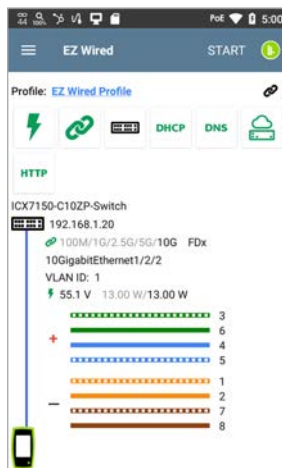 PoE 5:00
EZ Wired START
Profile: EZ Wired Profile
DHCP DNS
HTTP
ICX7150-C10ZP-Switch
192.168.1.20
100M/1G/2.5G/5G/10G FDx
10GigabitEthernet1/2/2
VLAN ID: 1
55.1 V 13.00 W/13.00 W
3
6
+ 4
5
1
2
— 7
8